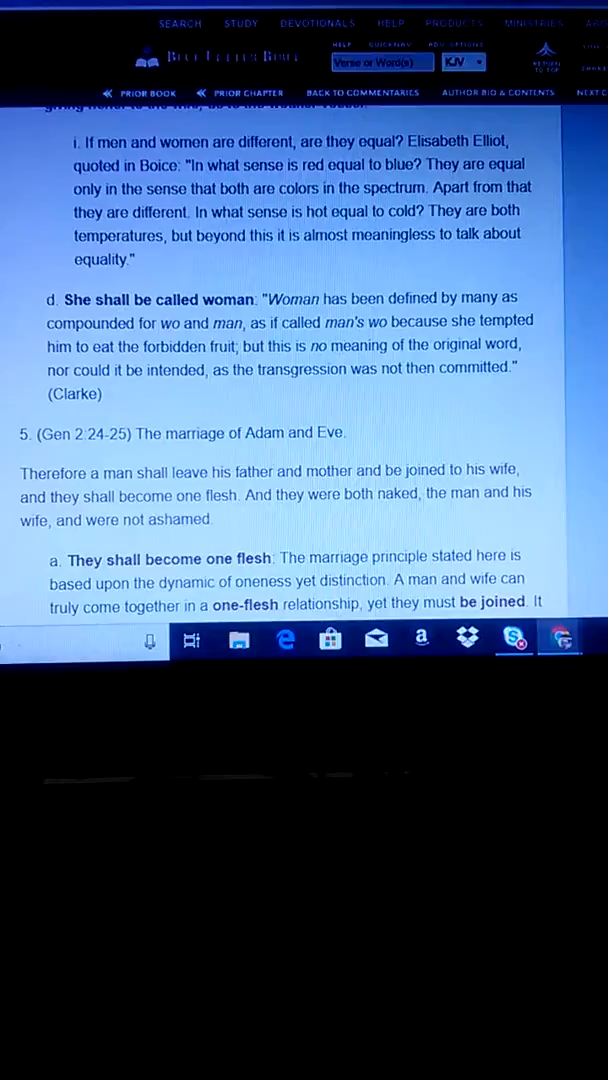 SEARCH STUDY DEVOTIONALS HELP PRODUCTS MINISTRIES
HELP QUICKNAV ADV. OPTIONS
BLUE LETTER BIBLE Verse or Word(s) KJV RETURN TO TOP
PRIOR BOOK PRIOR CHAPTER BACK TO COMMENTARIES AUTHOR BIO & CONTENTS NEXT C
i. If men and women are different, are they equal? Elisabeth Elliot,
quoted in Boice: "In what sense is red equal to blue? They are equal
only in the sense that both are colors in the spectrum. Apart from that
they are different. In what sense is hot equal to cold? They are both
temperatures, but beyond this it is almost meaningless to talk about
equality."
d. She shall be called woman: "Woman has been defined by many as
compounded for wo and man, as if called man's wo because she tempted
him to eat the forbidden fruit; but this is no meaning of the original word,
nor could it be intended, as the transgression was not then committed."
(Clarke)
5. (Gen 2:24-25) The marriage of Adam and Eve.
Therefore a man shall leave his father and mother and be joined to his wife,
and they shall become one flesh. And they were both naked, the man and his
wife, and were not ashamed.
a. They shall become one flesh: The marriage principle stated here is
based upon the dynamic of oneness yet distinction. A man and wife can
truly come together in a one-flesh relationship, yet they must be joined. It